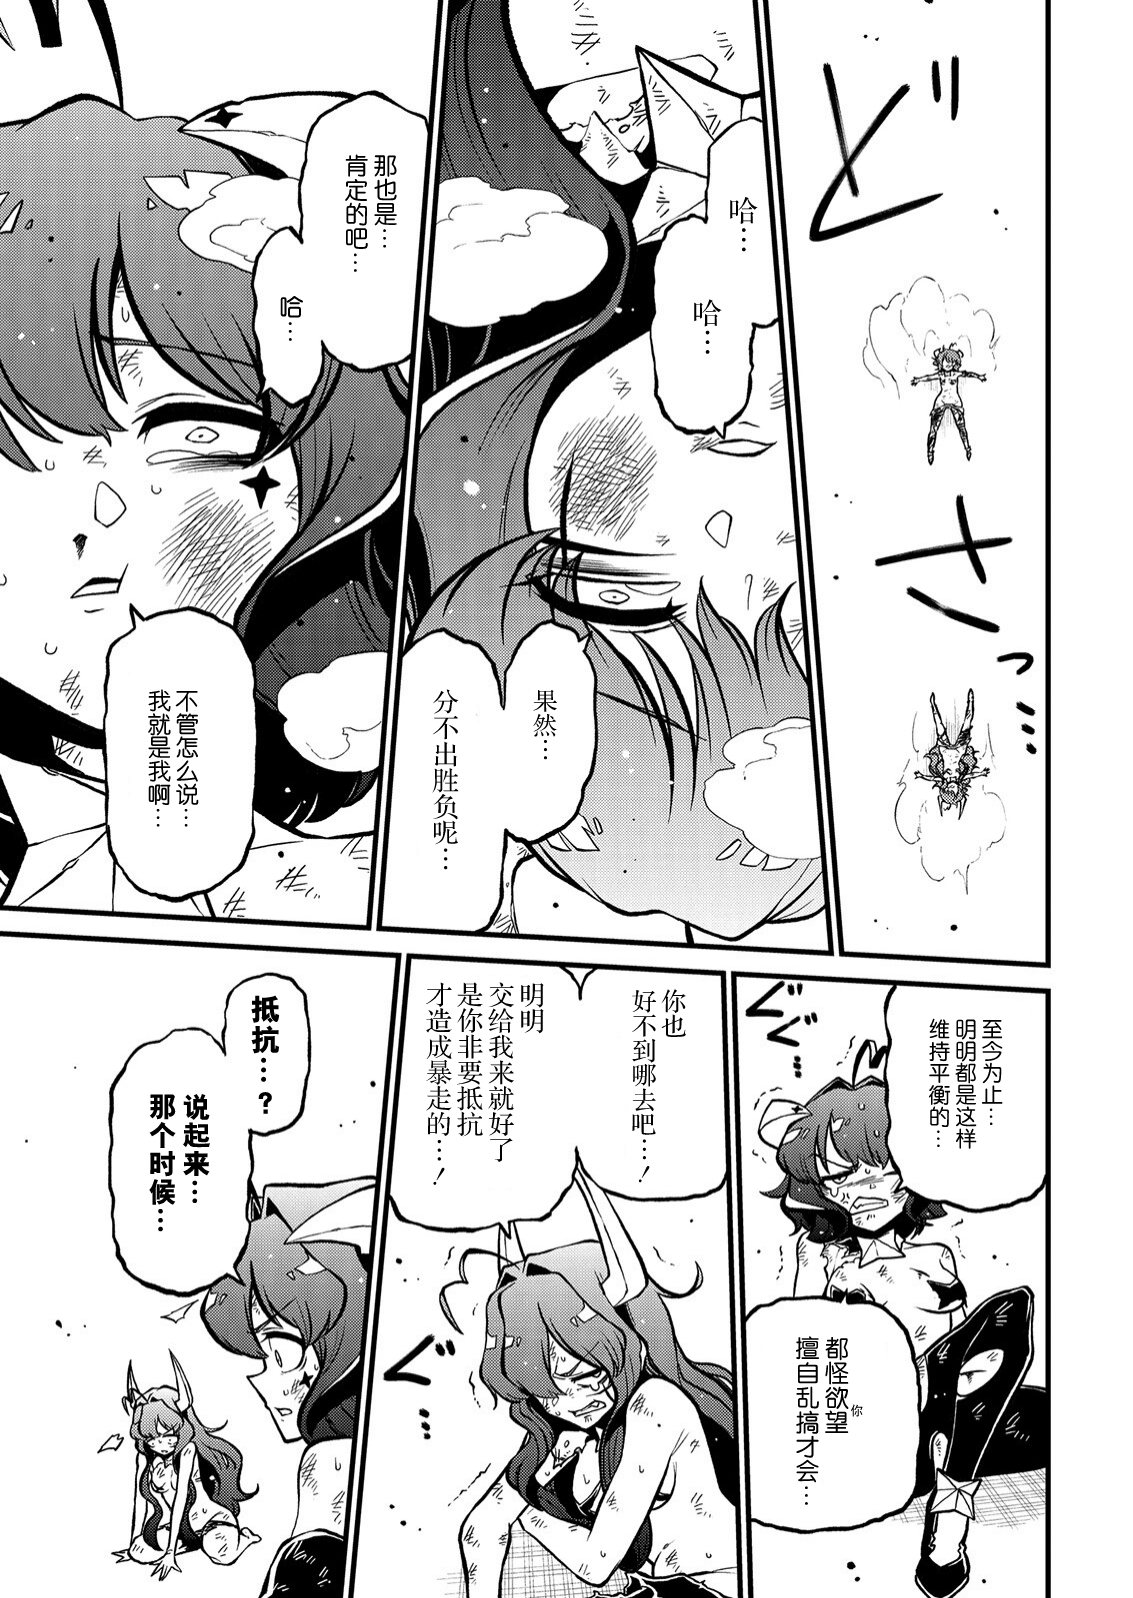 どさっ…
哈…
哈…
果然…
分不出胜负呢…
那也是…
肯定的吧…
哈…
不管怎么说…
我就是我啊…
至今为止…
明明都是这样
维持平衡的…
都怪欲望
你
擅自乱搞才会…
你也
好不到哪去吧…！
明明
交给我来就好了
是你非要抵抗
才造成暴走的…！
抵抗…？
说起来…
那个时候…